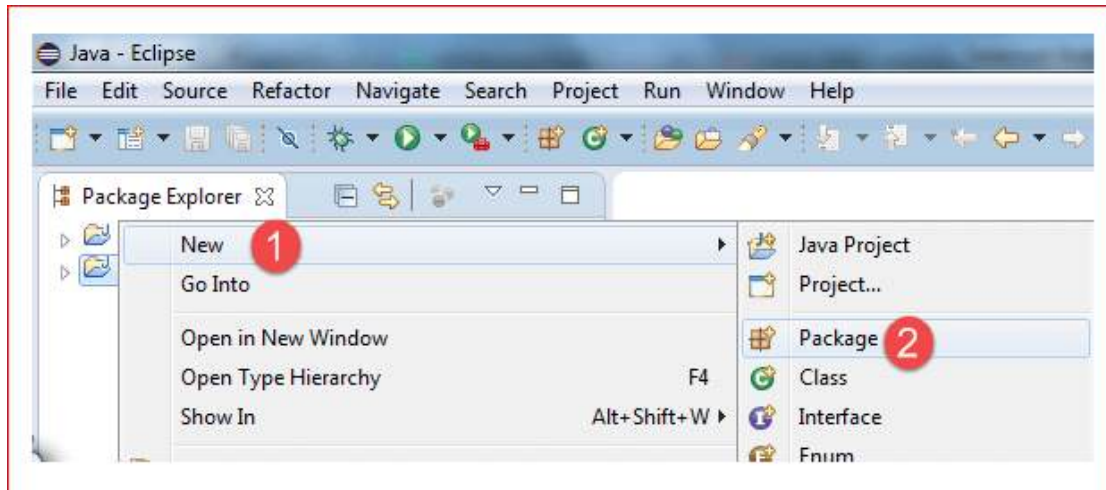 Java - Eclipse
File Edit Source Refactor Navigate Search Project Run Window Help
Package Explorer
New 1
Go Into
Open in New Window
Open Type Hierarchy F4
Show In Alt+Shift+W
Java Project
Project...
Package 2
Class
Interface
Enum